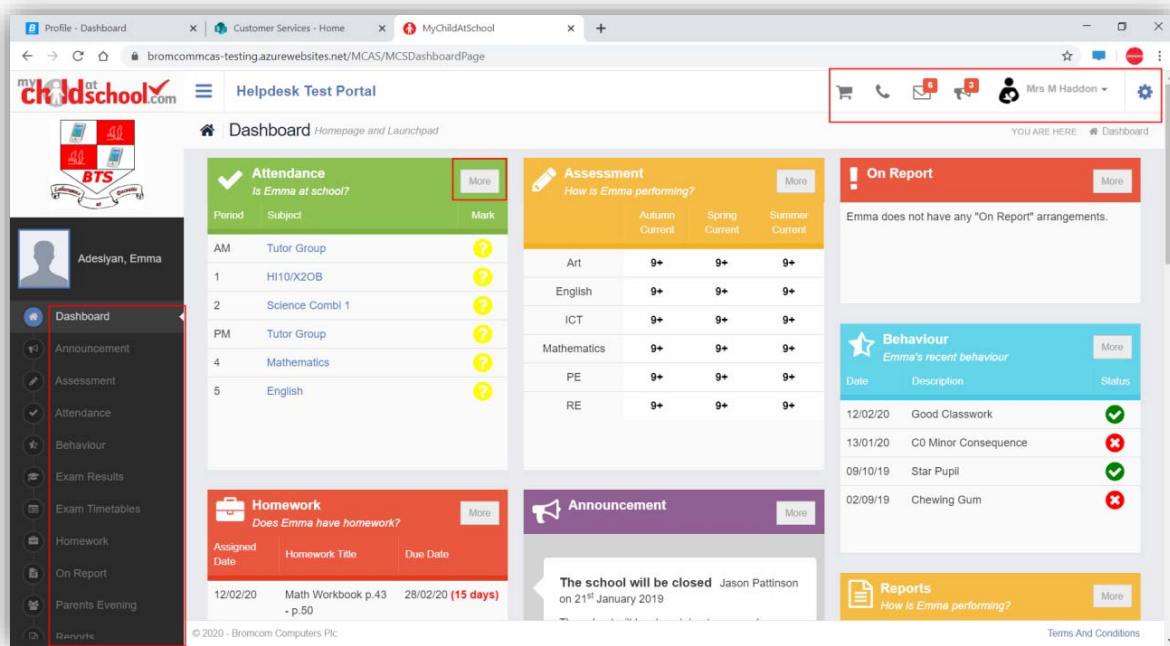 Profile - Dashboard
Customer Services - Home
MyChildAtSchool
bromcommcas-testing.azurewebsites.net/MCAS/MCSDashboardPage
my Child at school.com
Helpdesk Test Portal
6
3
Mrs M Haddon
BTS
Dashboard Homepage and Launchpad
YOU ARE HERE: Dashboard
Adesiyan, Emma
Dashboard
Announcement
Assessment
Attendance
Behaviour
Exam Results
Exam Timetables
Homework
On Report
Parents Evening
Reports
Attendance
Is Emma at school?
More
Period Subject Mark
AM Tutor Group ?
1 HI10/X2OB ?
2 Science Combi 1 ?
PM Tutor Group ?
4 Mathematics ?
5 English ?
Assessment
How is Emma performing?
More
Autumn Current Spring Current Summer Current
Art 9+ 9+ 9+
English 9+ 9+ 9+
ICT 9+ 9+ 9+
Mathematics 9+ 9+ 9+
PE 9+ 9+ 9+
RE 9+ 9+ 9+
On Report
More
Emma does not have any "On Report" arrangements.
Behaviour
Emma's recent behaviour
More
Date Description Status
12/02/20 Good Classwork
13/01/20 C0 Minor Consequence
09/10/19 Star Pupil
02/09/19 Chewing Gum
Homework
Does Emma have homework?
More
Assigned Date Homework Title Due Date
12/02/20 Math Workbook p.43 28/02/20 (15 days)
- p.50
Announcement
More
The school will be closed Jason Pattinson
on 21st January 2019
Reports
How is Emma performing?
More
© 2020 - Bromcom Computers Plc
Terms And Conditions